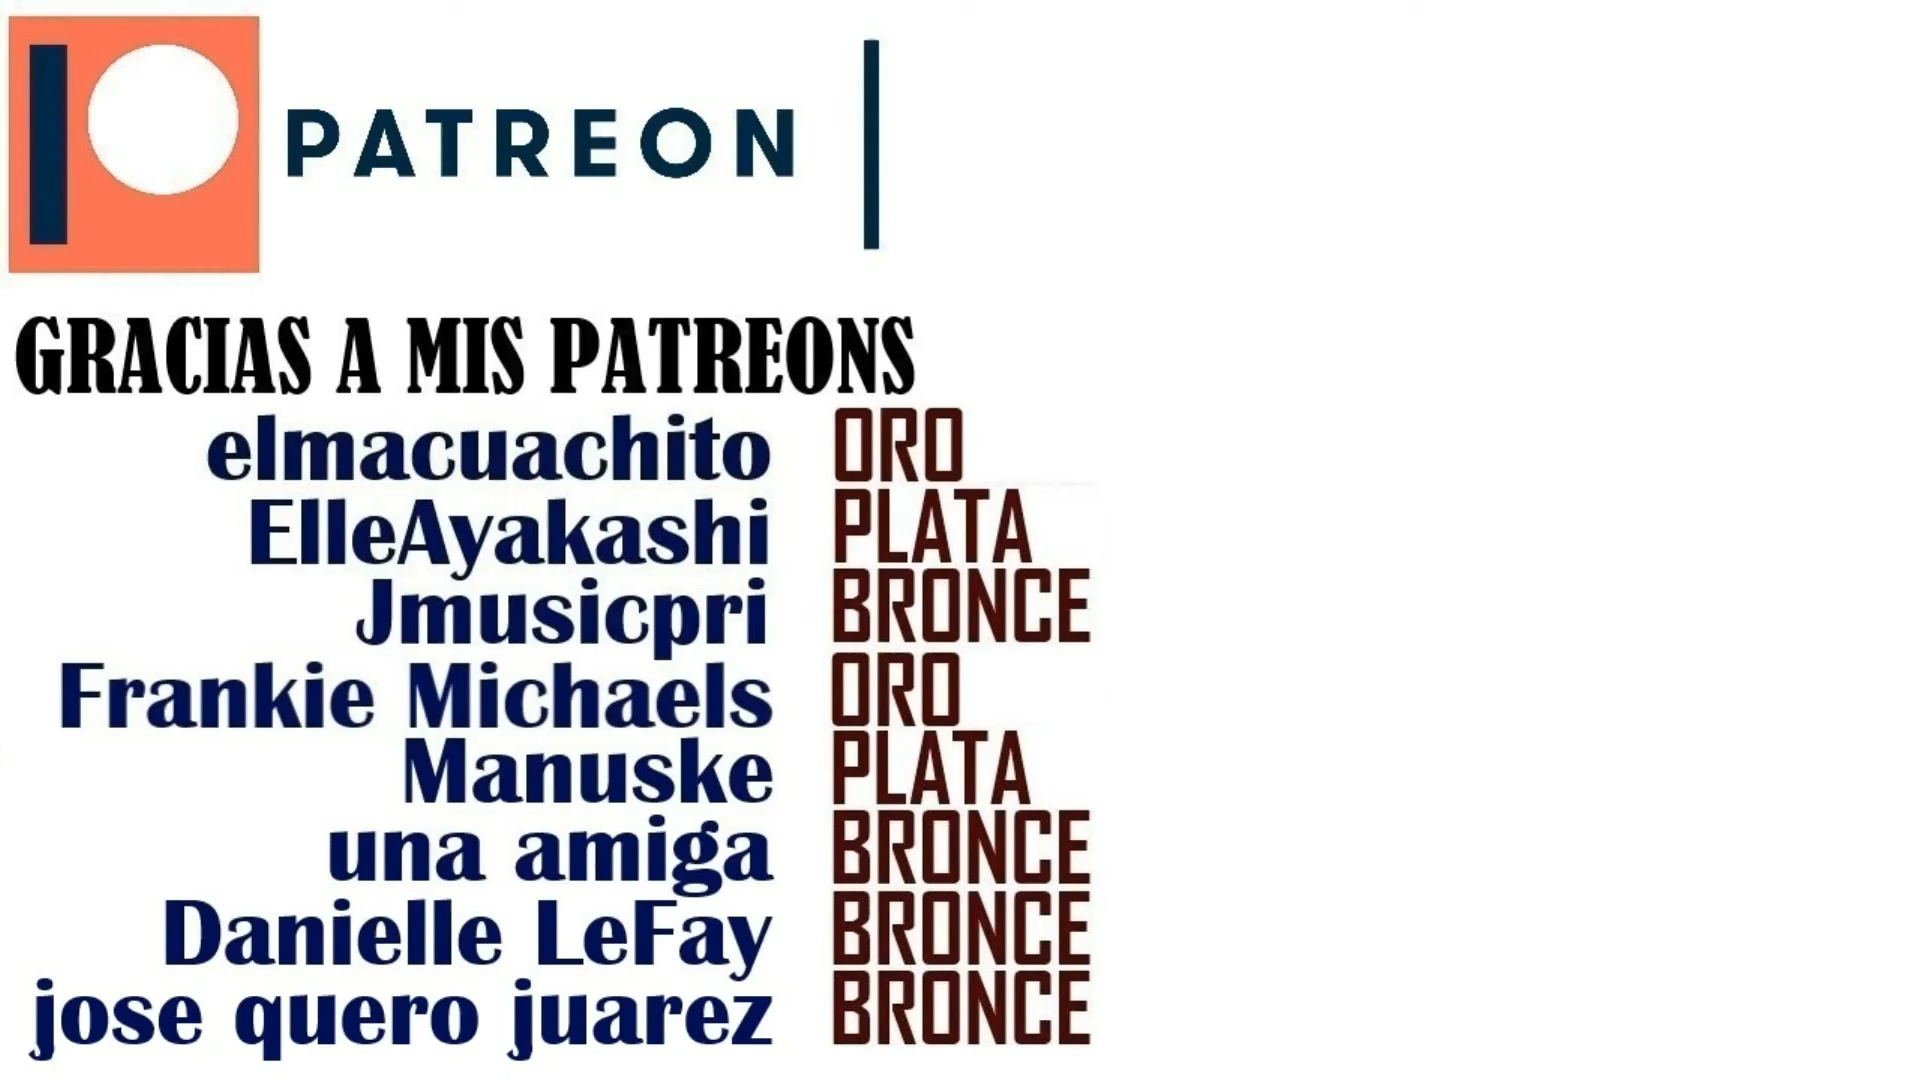 PATREON
GRACIAS A MIS PATREONS
elmacuachito ORO
ElleAyakashi PLATA
Jmusicpri BRONCE
Frankie Michaels ORO
Manuske PLATA
una amiga BRONCE
Danielle LeFay BRONCE
jose quero juarez BRONCE